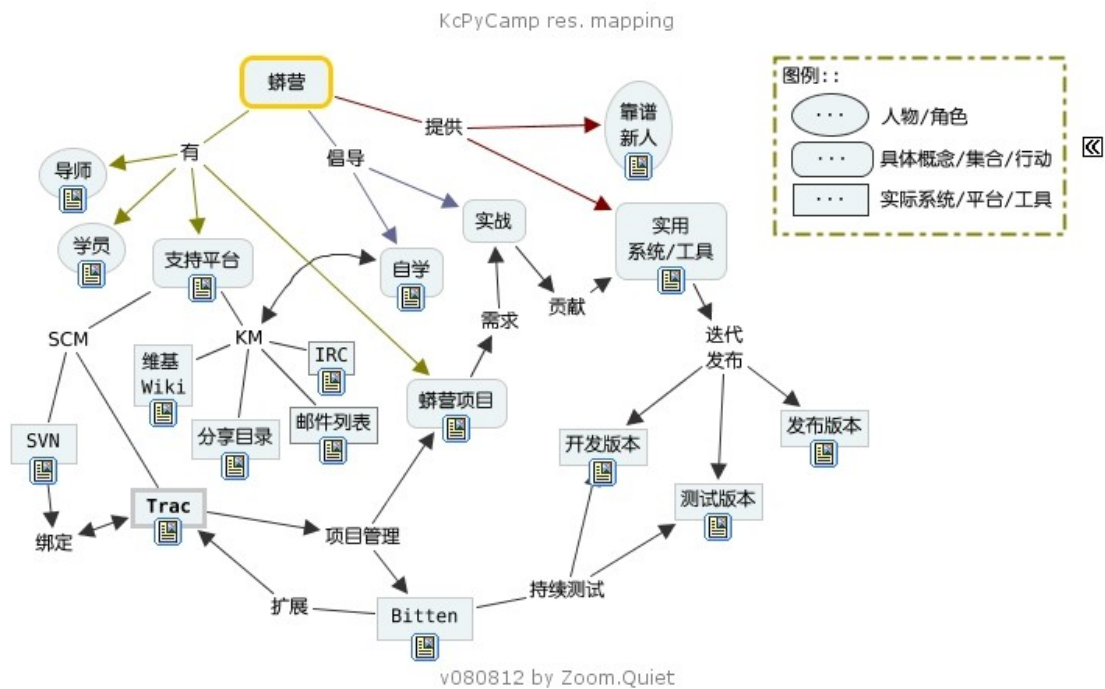 KcPyCamp res. mapping
蟒营
图例::
··· 人物/角色
··· 具体概念/集合/行动
··· 实际系统/平台/工具
提供
靠谱
新人
有
倡导
导师
学员
支持平台
自学
实战
实用
系统/工具
贡献
需求
迭代
发布
SCM
KM
维基
Wiki
IRC
分享目录
邮件列表
蟒营项目
开发版本
发布版本
测试版本
SVN
Trac
绑定
项目管理
扩展
Bitten
持续测试
v080812 by Zoom.Quiet